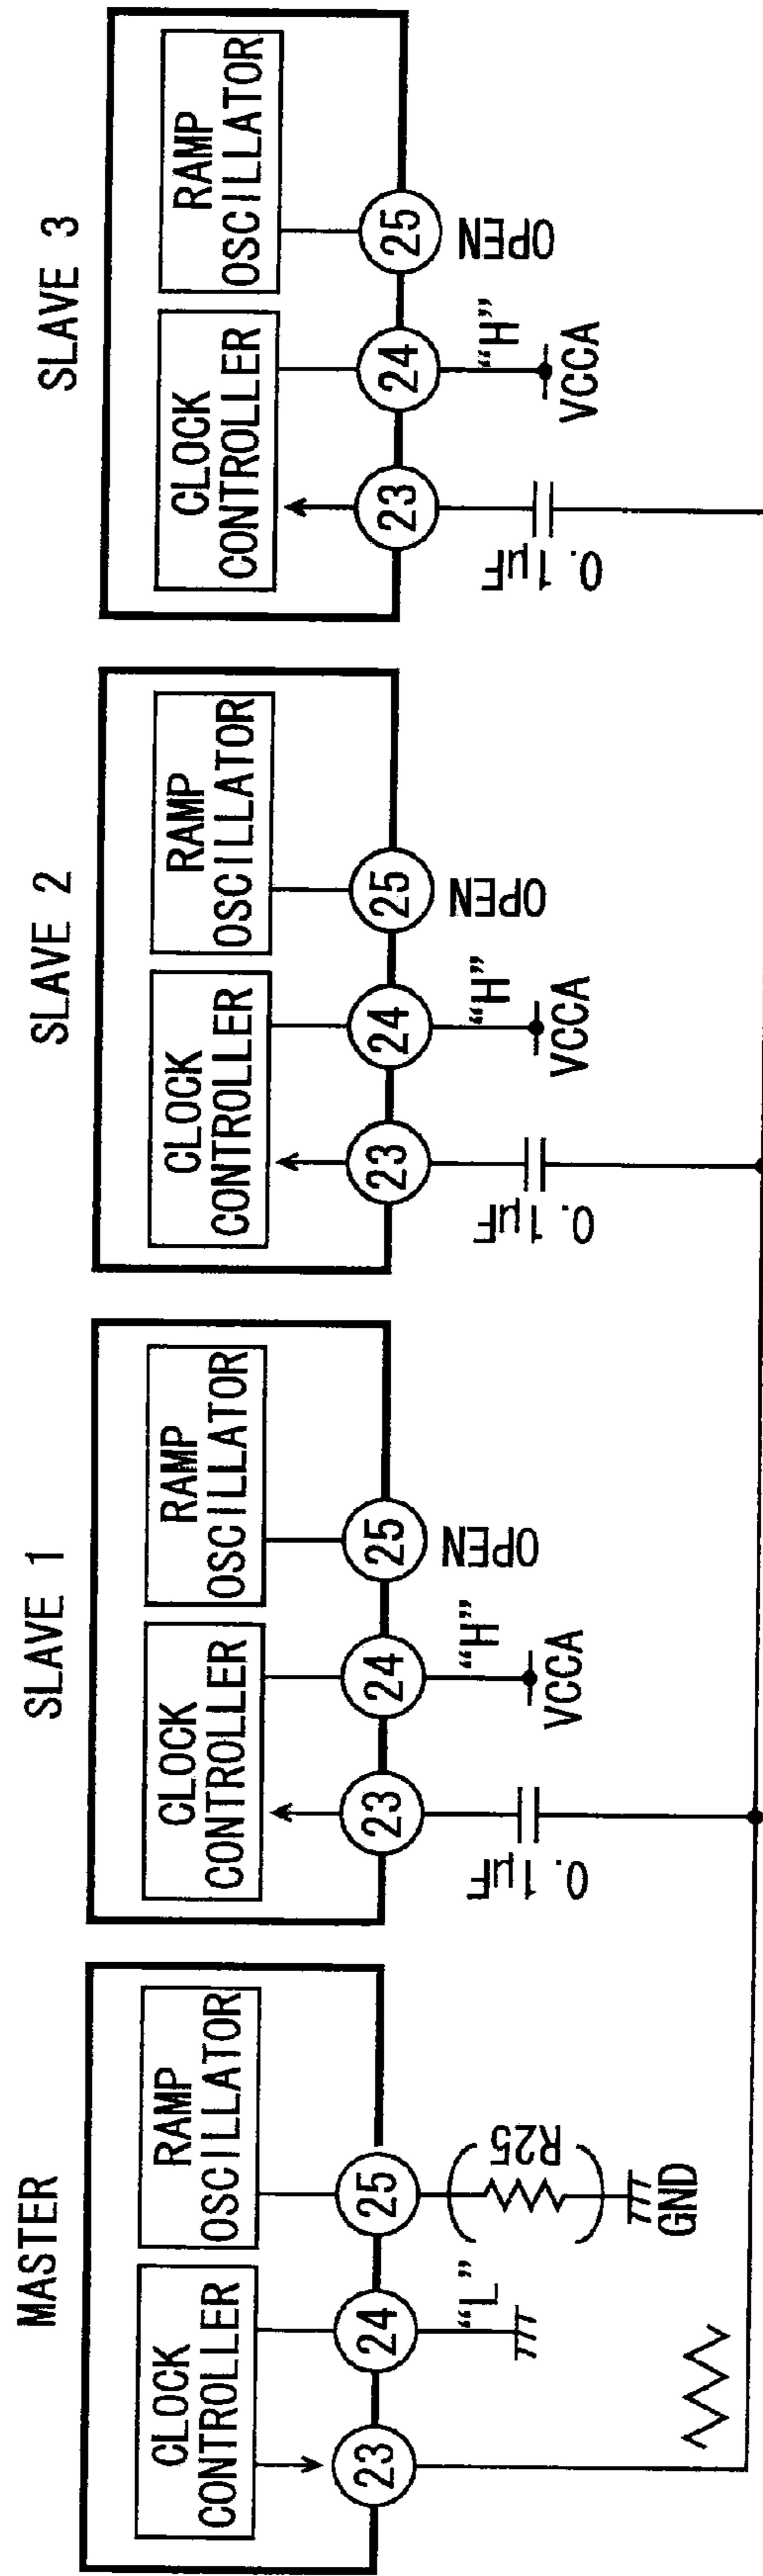 MASTER
CLOCK
CONTROLLER
RAMP
OSCILLATOR
23
24
25
"L"
R25
GND
SLAVE 1
CLOCK
CONTROLLER
RAMP
OSCILLATOR
23
24
25
0.1μF
"H"
VCCA
OPEN
SLAVE 2
CLOCK
CONTROLLER
RAMP
OSCILLATOR
23
24
25
0.1μF
"H"
VCCA
OPEN
SLAVE 3
CLOCK
CONTROLLER
RAMP
OSCILLATOR
23
24
25
0.1μF
"H"
VCCA
OPEN